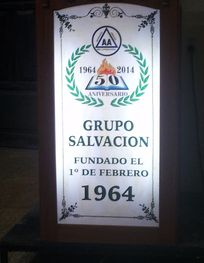 AA
1964 2014
50
ANIVERSARIO
GRUPO
SALVACION
FUNDADO EL
1º DE FEBRERO
1964